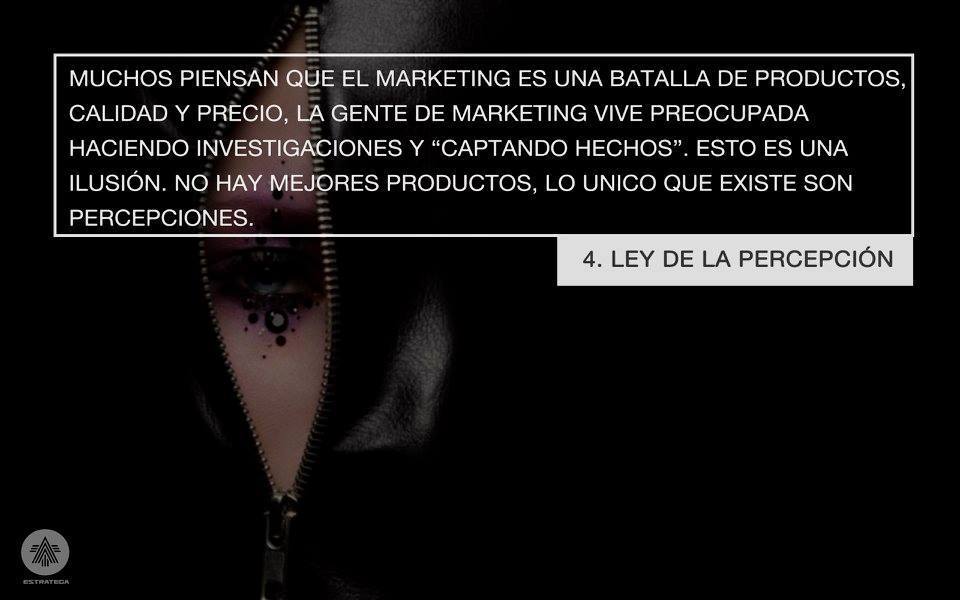 MUCHOS PIENSAN QUE EL MARKETING ES UNA BATALLA DE PRODUCTOS,
CALIDAD Y PRECIO, LA GENTE DE MARKETING VIVE PREOCUPADA
HACIENDO INVESTIGACIONES Y “CAPTANDO HECHOS”. ESTO ES UNA
ILUSIÓN. NO HAY MEJORES PRODUCTOS, LO UNICO QUE EXISTE SON
PERCEPCIONES.
4. LEY DE LA PERCEPCIÓN
ESTRATEGA